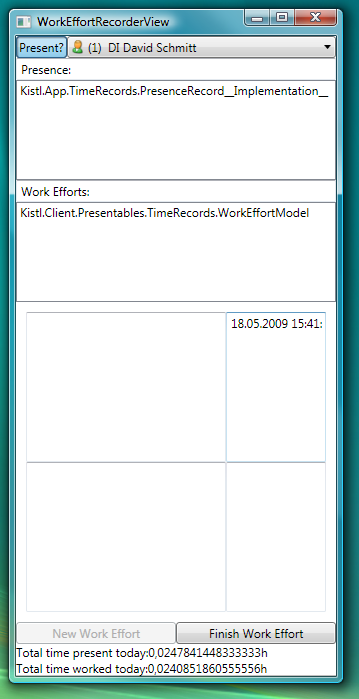 WorkEffortRecorderView
Present? (1) DI David Schmitt
Presence:
Kistl.App.TimeRecords.PresenceRecord__Implementation__
Work Efforts:
Kistl.Client.Presentables.TimeRecords.WorkEffortModel
18.05.2009 15:41:
New Work Effort Finish Work Effort
Total time present today:0,0247841448333333h
Total time worked today:0,0240851860555556h